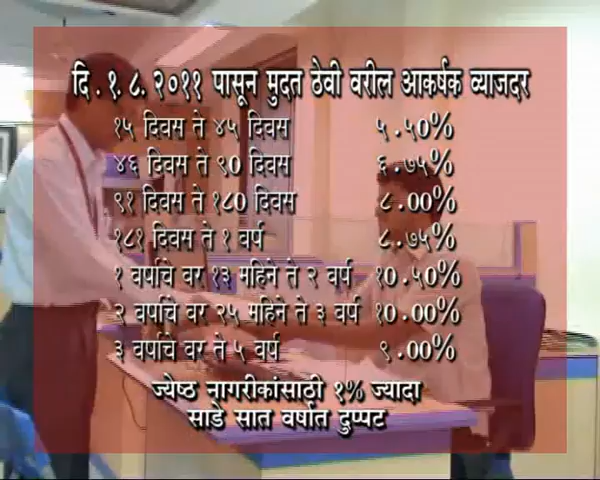 दि . १. ८. २०११ पासून मुदत ठेवी वरील आकर्षक व्याजदर
१५ दिवस ते ४५ दिवस ५.५०%
४६ दिवस ते ९० दिवस ६.७५%
९१ दिवस ते १८० दिवस ८.००%
१८१ दिवस ते १ वर्ष ८.७५%
१ वर्षाचे वर १३ महिने ते २ वर्ष १०.५०%
२ वर्षाचे वर २५ महिने ते ३ वर्ष १०.००%
३ वर्षाचे वर ते ५ वर्ष ९.००%
ज्येष्ठ नागरीकांसाठी १% ज्यादा
साडे सात वर्षात दुप्पट